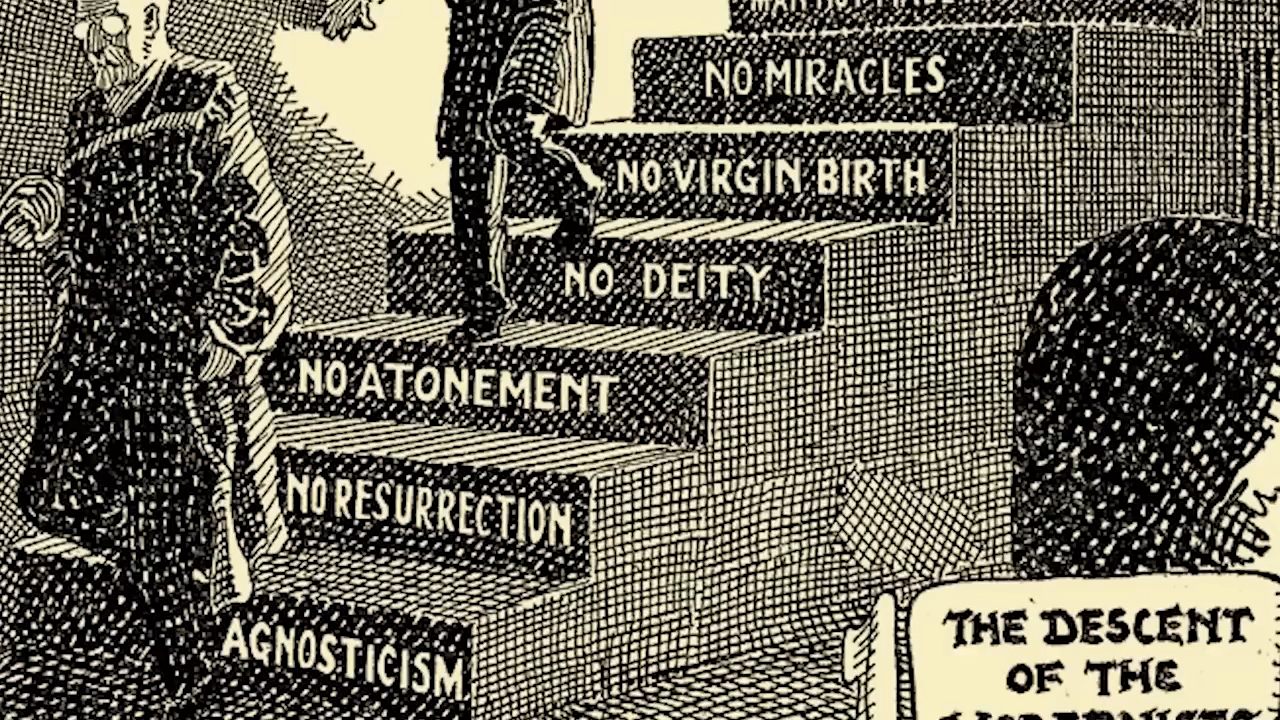 NO MIRACLES
NO VIRGIN BIRTH
NO DEITY
NO ATONEMENT
NO RESURRECTION
AGNOSTICISM
THE DESCENT
OF THE